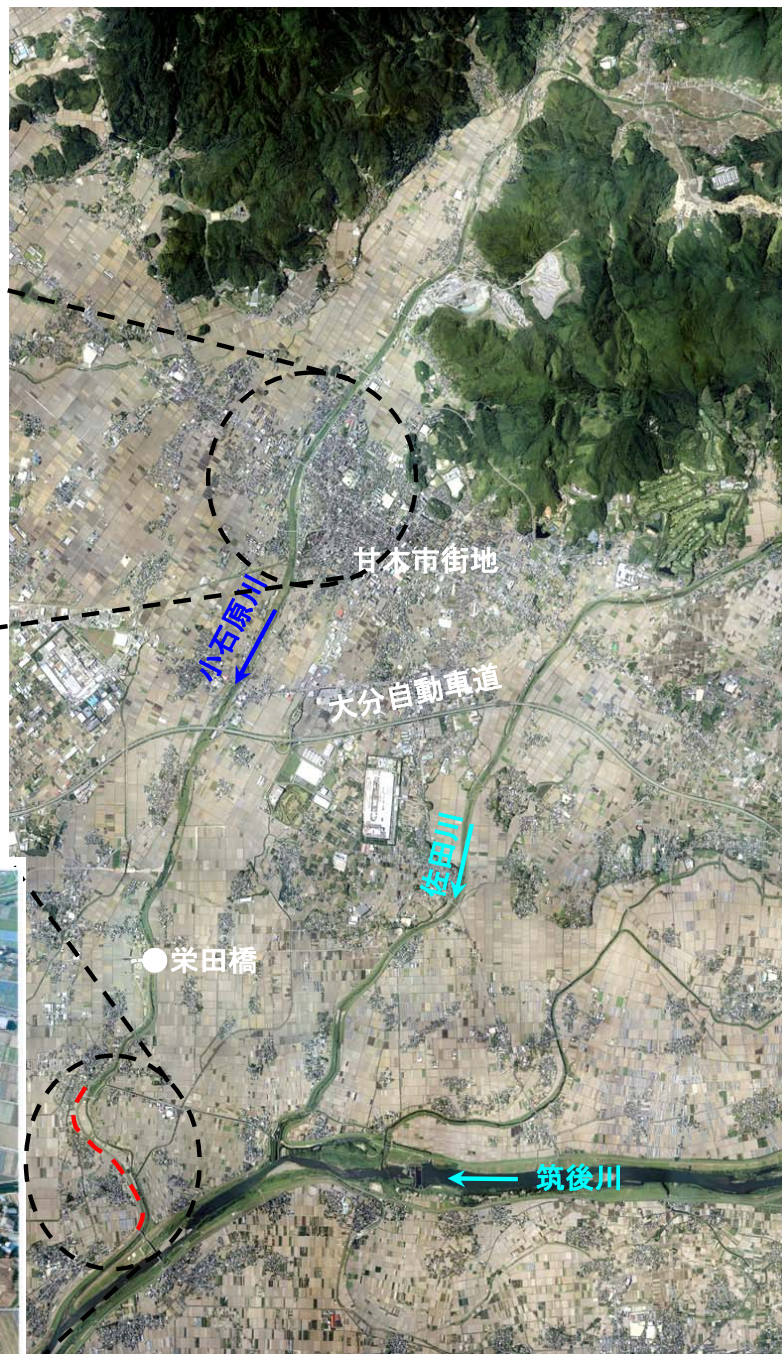 甘木市街地
小石原川
大分自動車道
佐田川
栄田橋
筑後川